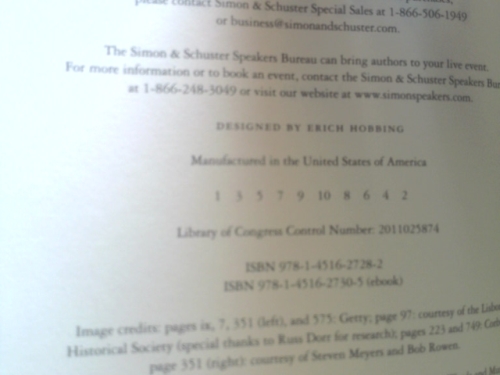 please contact Simon & Schuster Special Sales at 1-866-506-1949
or business@simonandschuster.com.
The Simon & Schuster Speakers Bureau can bring authors to your live event.
For more information or to book an event, contact the Simon & Schuster Speakers
at 1-866-248-3049 or visit our website at www.simonspeakers.com.
DESIGNED BY ERICH HOBBING
Manufactured in the United States of America
1 3 5 7 9 10 8 6 4 2
Library of Congress Control Number: 2011025874
ISBN 978-1-4516-2728-2
ISBN 978-1-4516-2730-5 (ebook)
Image credits: pages ix, 7, 351 (left), and 575: Getty; page 97: courtesy of the
Historical Society (special thanks to Russ Dorr for research); pages 223 and 749:
page 351 (right): courtesy of Steven Meyers and Bob Rowen.